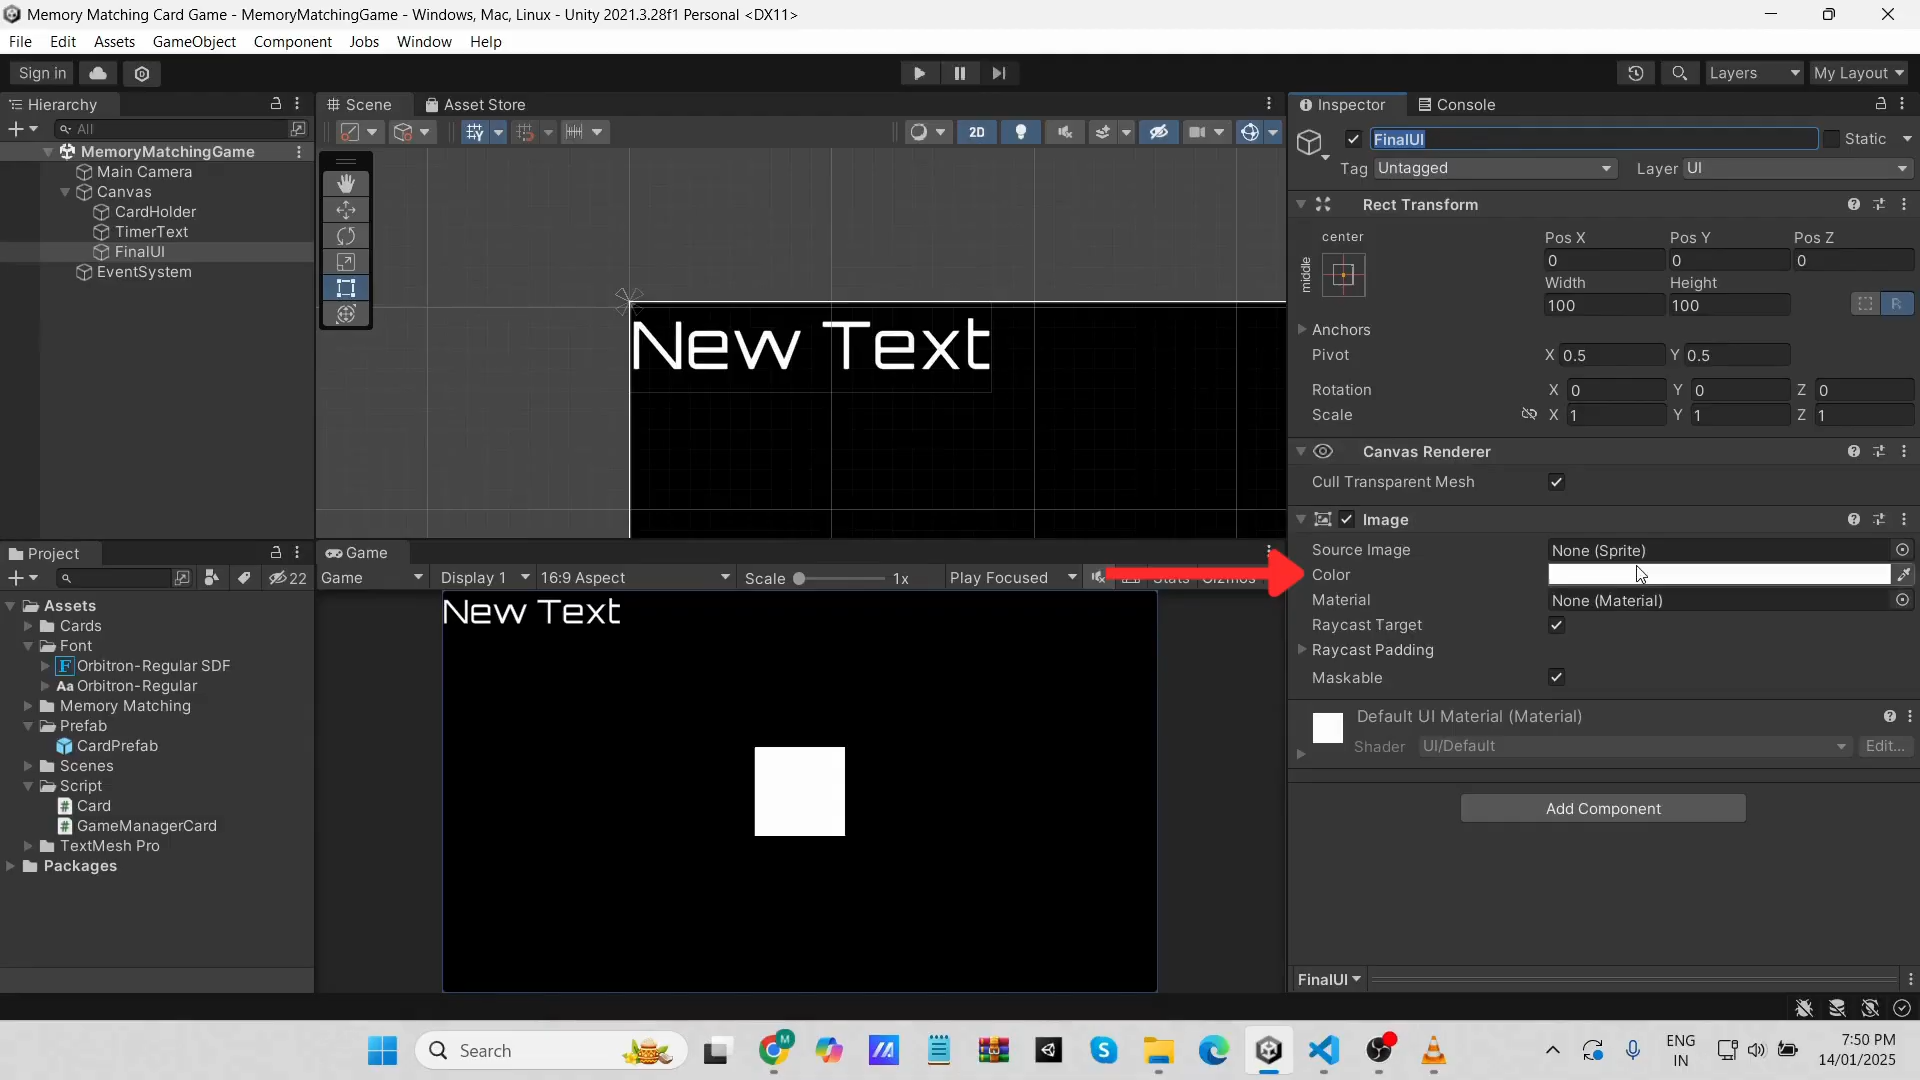 Memory Matching Card Game - MemoryMatchingGame - Windows, Mac, Linux - Unity 2021.3.28f1 Personal <DX11>
File Edit Assets GameObject Component Jobs Window Help
Sign in Layers My Layout
Hierarchy
All
MemoryMatchingGame
Main Camera
Canvas
CardHolder
TimerText
FinalUI
EventSystem
Scene Asset Store
2D
New Text
Project
22
Assets
Cards
Font
F Orbitron-Regular SDF
Aa Orbitron-Regular
Memory Matching
Prefab
CardPrefab
Scenes
Script
# Card
# GameManagerCard
TextMesh Pro
Packages
Game
Game Display 1 16:9 Aspect Scale 1x Play Focused Stats Gizmos
New Text
Inspector Console
FinalUI Static
Tag Untagged Layer UI
Rect Transform
center
middle
Pos X Pos Y Pos Z
0 0 0
Width Height
100 100 R
Anchors
Pivot X 0.5 Y 0.5
Rotation X 0 Y 0 Z 0
Scale X 1 Y 1 Z 1
Canvas Renderer
Cull Transparent Mesh
Image
Source Image None (Sprite)
Color
Material None (Material)
Raycast Target
Raycast Padding
Maskable
Default UI Material (Material)
Shader UI/Default Edit...
Add Component
FinalUI
Search
M
ENG
IN
7:50 PM
14/01/2025